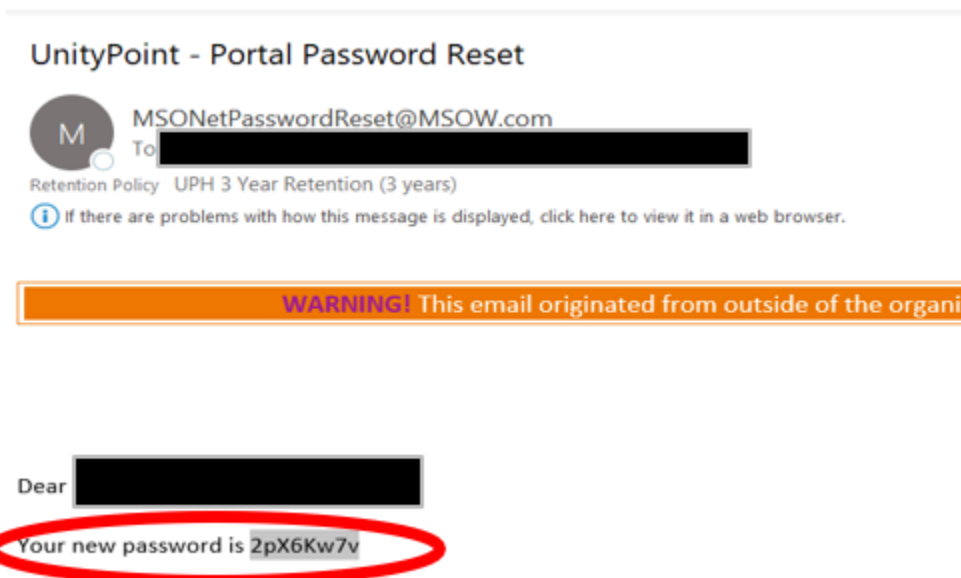 UnityPoint - Portal Password Reset
M
MSONetPasswordReset@MSOW.com
To
Retention Policy UPH 3 Year Retention (3 years)
i If there are problems with how this message is displayed, click here to view it in a web browser.
WARNING! This email originated from outside of the organi
Dear
Your new password is 2pX6Kw7v